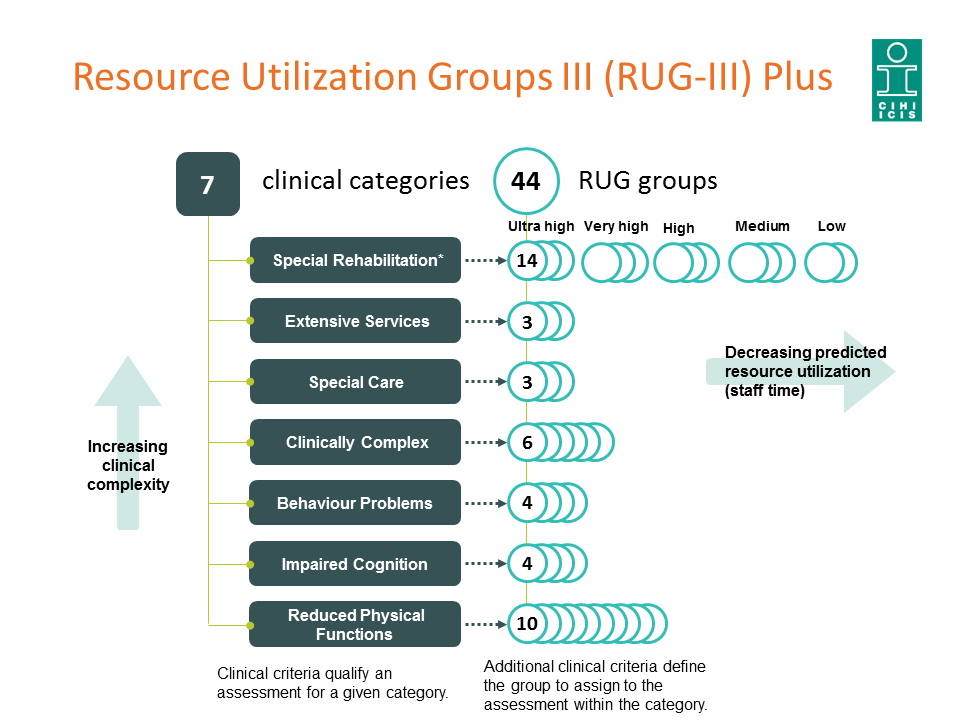 Resource Utilization Groups III (RUG-III) Plus
CIHI
ICIS
7
clinical categories
44
RUG groups
Ultra high
Very high
High
Medium
Low
Special Rehabilitation*
14
Extensive Services
3
Special Care
3
Clinically Complex
6
Behaviour Problems
4
Impaired Cognition
4
Reduced Physical
Functions
10
Increasing
clinical
complexity
Decreasing predicted
resource utilization
(staff time)
Clinical criteria qualify an
assessment for a given category.
Additional clinical criteria define
the group to assign to the
assessment within the category.